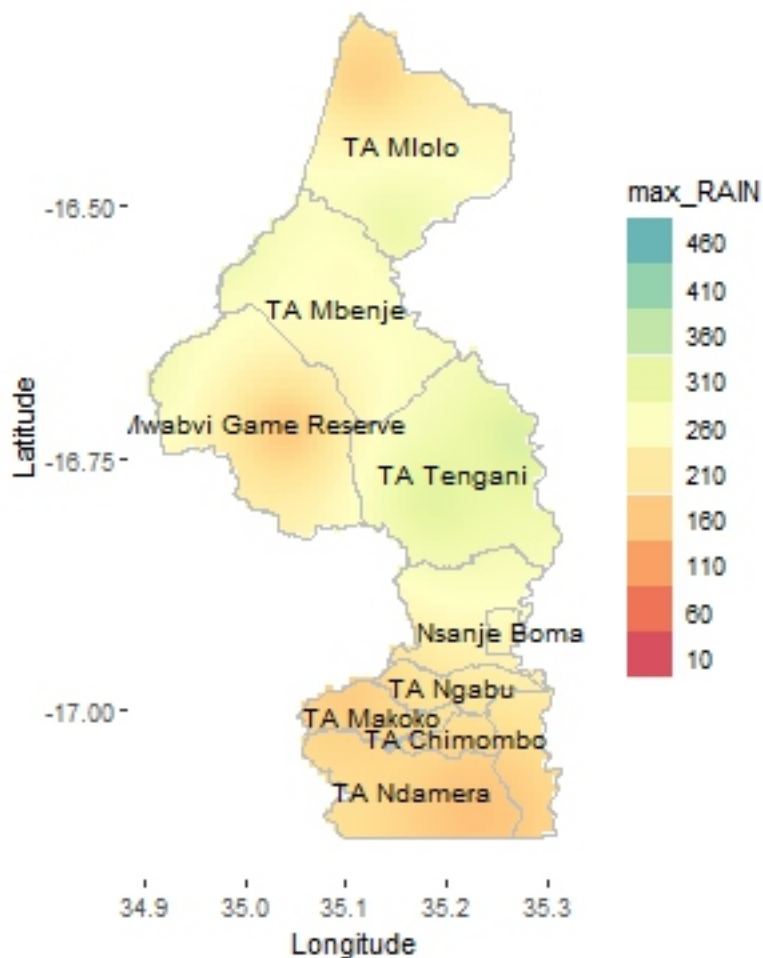 TA Mlolo
max_RAIN
-16.50
460
410
TA Mbenje
360
310
Mwabvi Game Reserve
260
Latitude
-16.75
TA Tengani
210
160
110
Nsanje Boma
60
10
TA Ngabu
-17.00
TA Makoko
TA Chimombo
TA Ndamera
34.9 35.0 35.1 35.2 35.3
Longitude